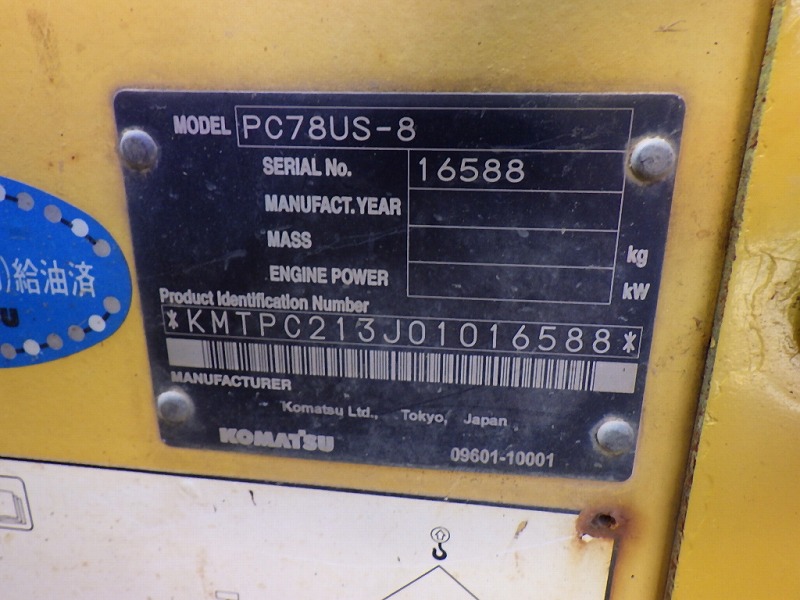 MODEL PC78US-8
SERIAL No. 16588
MANUFACT.YEAR
MASS kg
ENGINE POWER kW
Product Identification Number
*KMTPC213J01016588*
MANUFACTURER
Komatsu Ltd., Tokyo, Japan
KOMATSU
09601-10001
)給油済
U